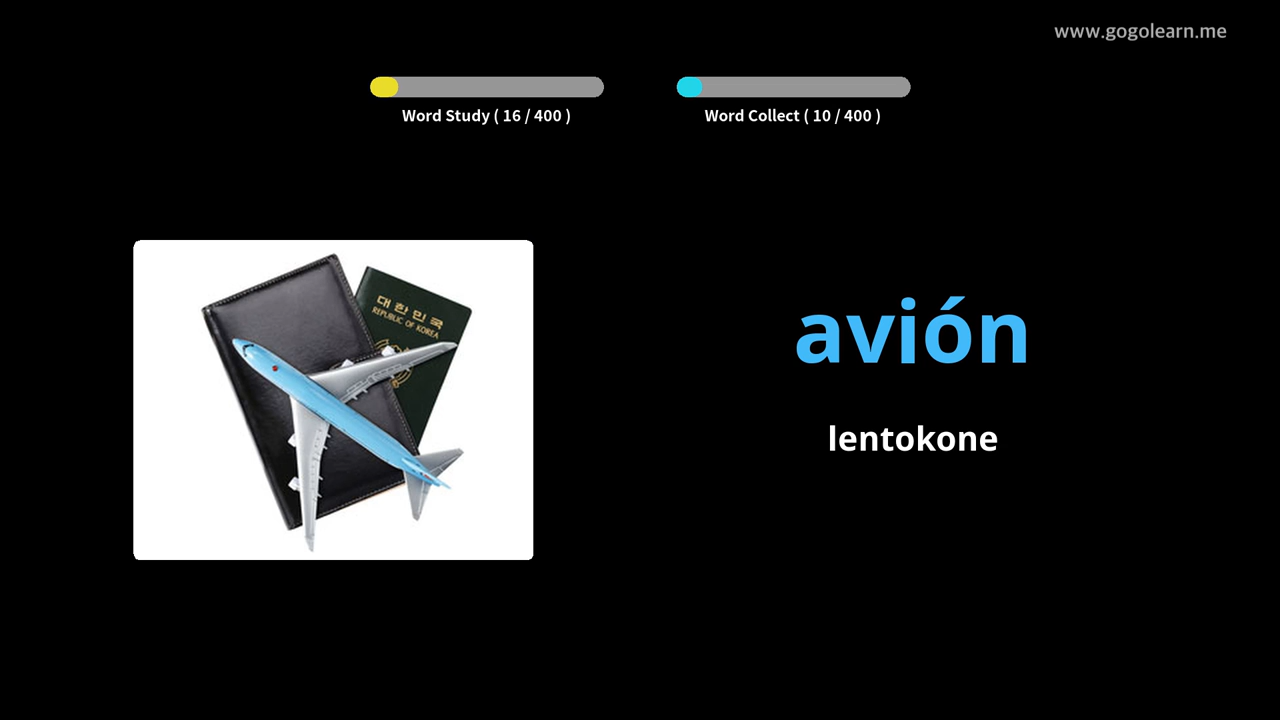 www.gogolearn.me
Word Study ( 16 / 400 )
Word Collect ( 10 / 400 )
대한민국
REPUBLIC OF KOREA
avión
lentokone